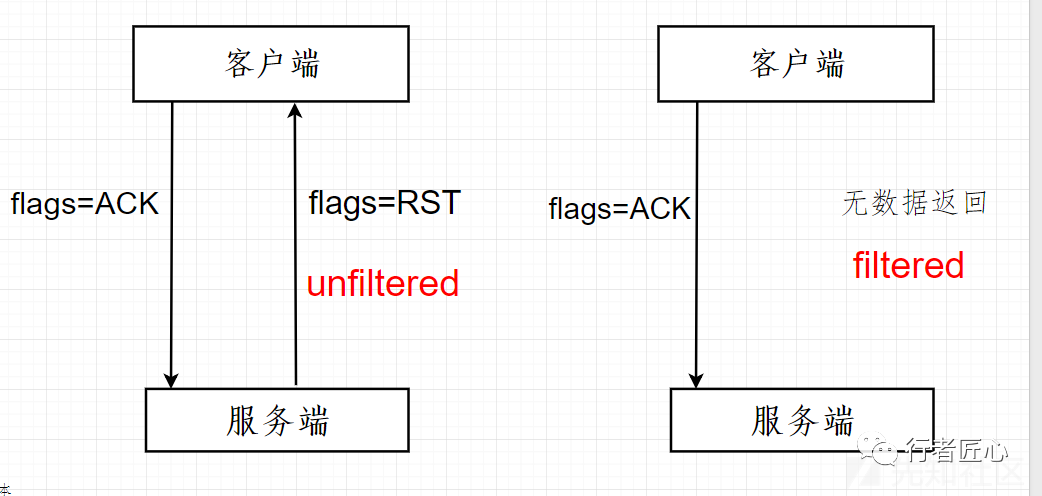 客户端
flags=ACK
flags=RST
unfiltered
服务端
客户端
flags=ACK
无数据返回
filtered
服务端
行者匠心
先知社区
本